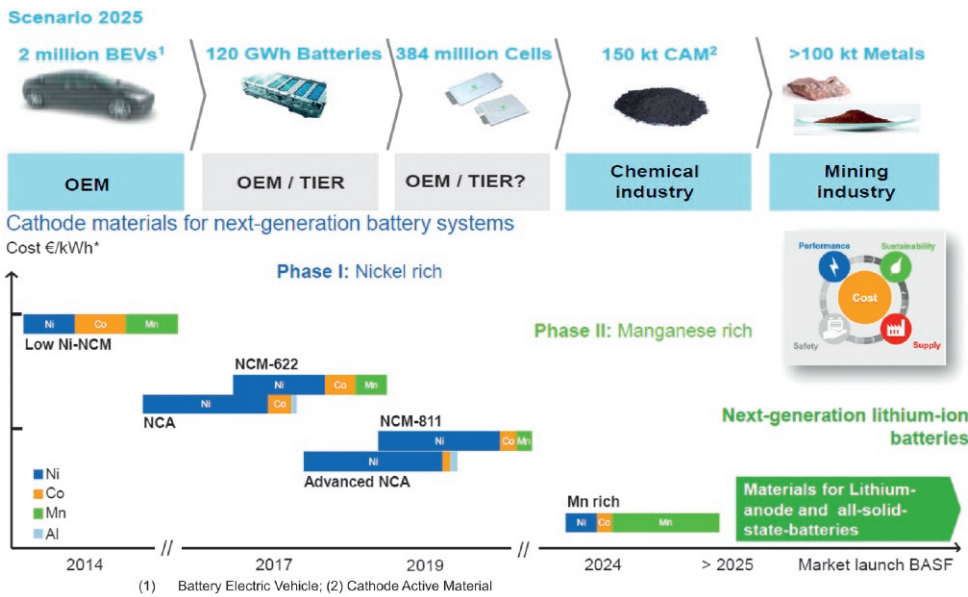 Scenario 2025
2 million BEVs¹
120 GWh Batteries
384 million Cells
150 kt CAM²
>100 kt Metals
OEM
OEM / TIER
OEM / TIER?
Chemical
industry
Mining
industry
Cathode materials for next-generation battery systems
Cost €/kWh*
Phase I: Nickel rich
Performance
Sustainability
Cost
Safety
Supply
Ni Co Mn
Low Ni-NCM
Phase II: Manganese rich
NCM-622
Ni Co Mn
Ni Co
NCA
NCM-811
Ni Co Mn
Ni
Advanced NCA
Next-generation lithium-ion
batteries
Ni
Co
Mn
Al
Mn rich
Ni Co Mn
Materials for Lithium-
anode and all-solid-
state-batteries
// //
2014 2017 2019 2024 > 2025 Market launch BASF
(1) Battery Electric Vehicle; (2) Cathode Active Material